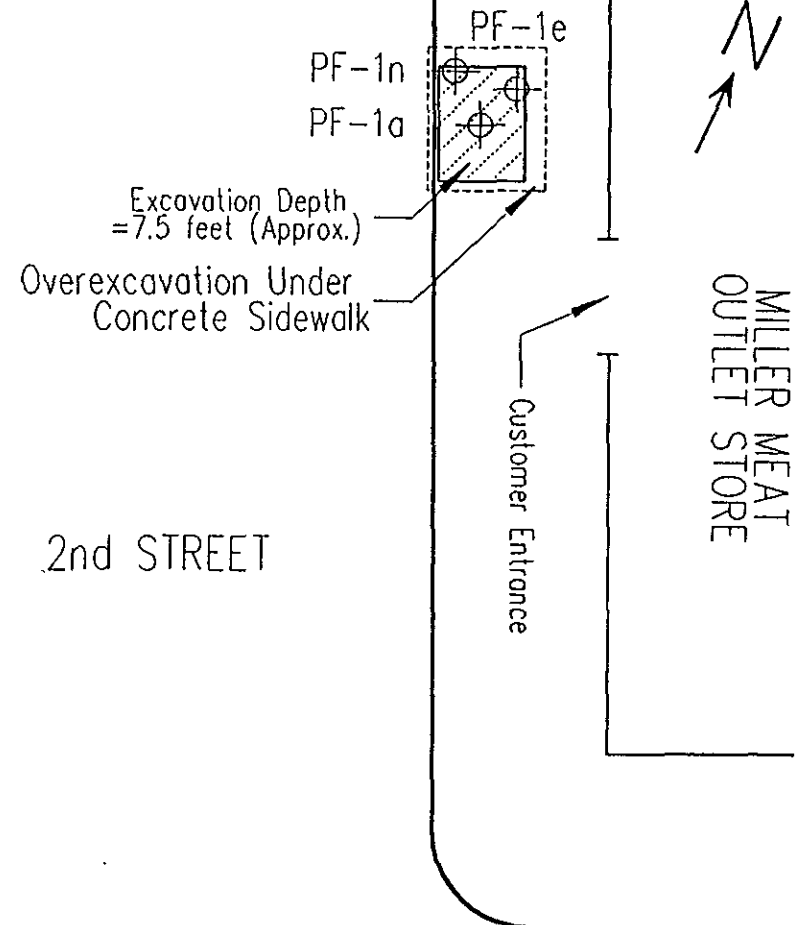 PF-1e
N
PF-1n
PF-1a
Excavation Depth
=7.5 feet (Approx.)
Overexcavation Under
Concrete Sidewalk
MILLER MEAT
OUTLET STORE
Customer Entrance
2nd STREET